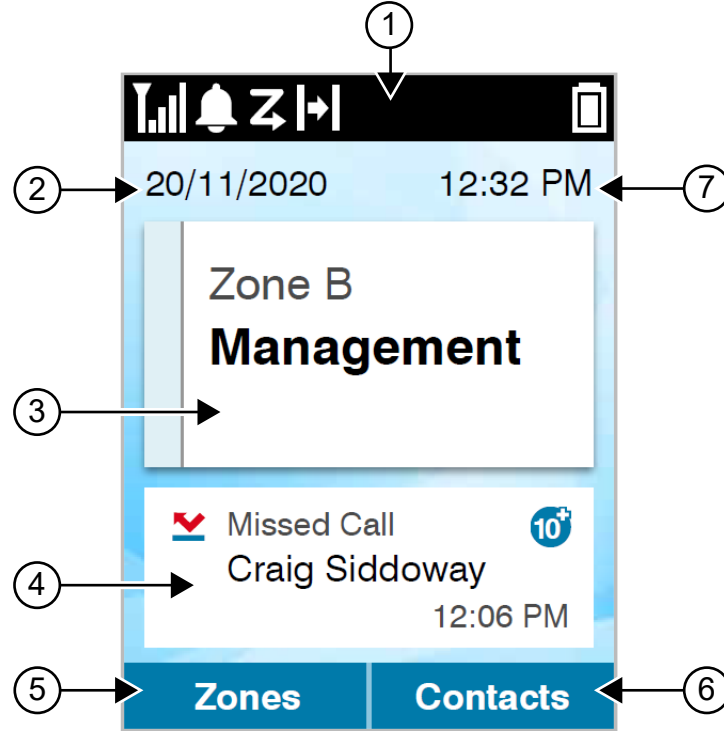 1
2
20/11/2020
12:32 PM
7
Zone B
Management
3
Missed Call
10+
Craig Siddoway
4
12:06 PM
5
Zones
Contacts
6